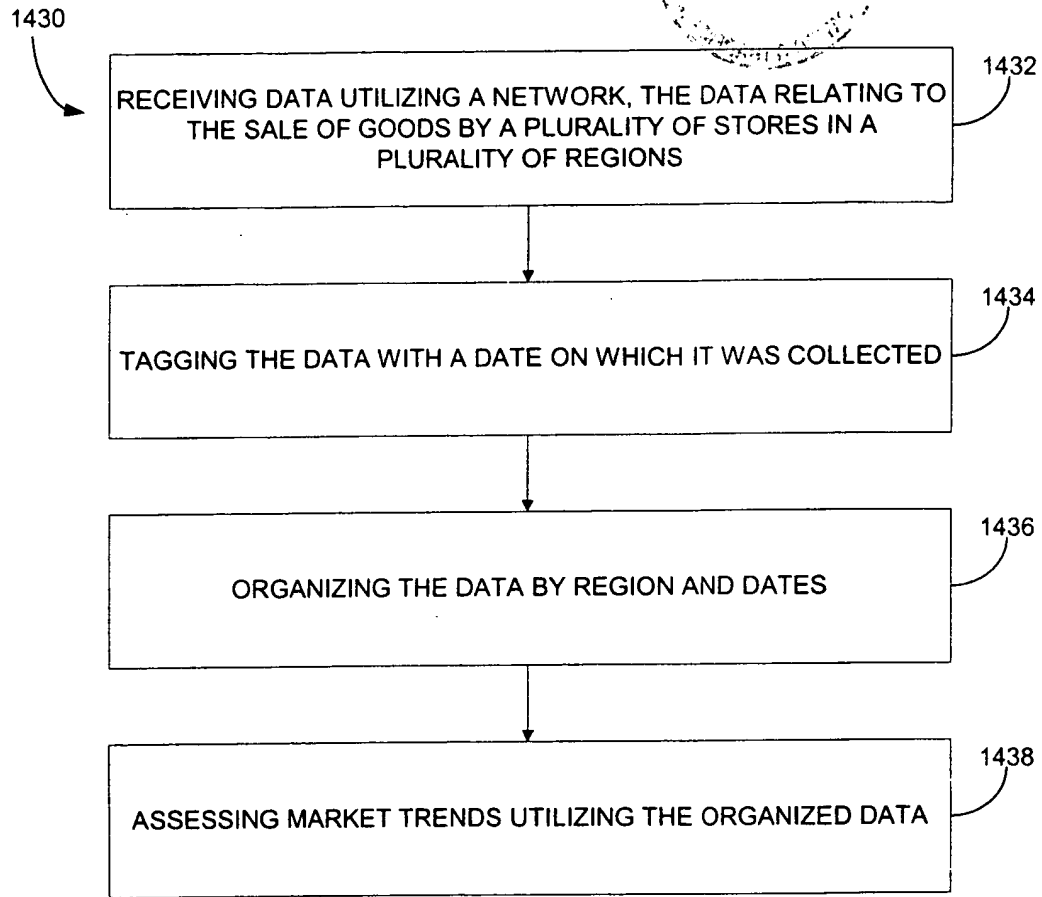 1430
1432
RECEIVING DATA UTILIZING A NETWORK, THE DATA RELATING TO
THE SALE OF GOODS BY A PLURALITY OF STORES IN A
PLURALITY OF REGIONS
1434
TAGGING THE DATA WITH A DATE ON WHICH IT WAS COLLECTED
1436
ORGANIZING THE DATA BY REGION AND DATES
1438
ASSESSING MARKET TRENDS UTILIZING THE ORGANIZED DATA